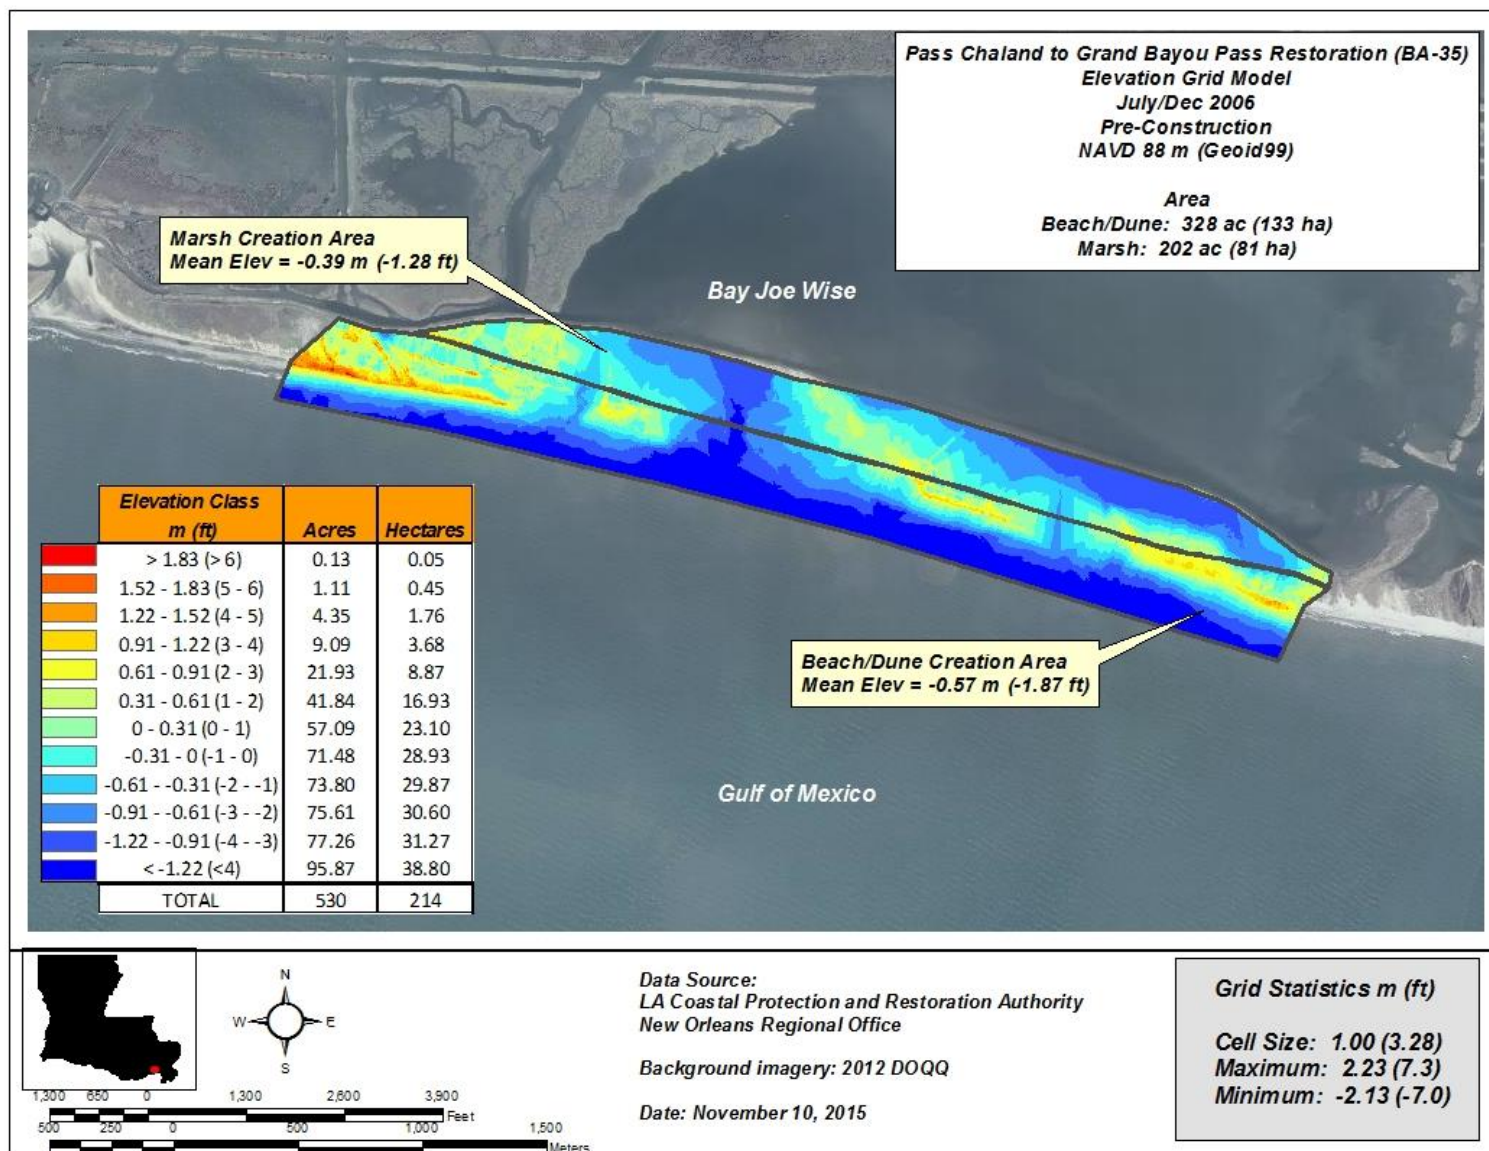 Pass Chaland to Grand Bayou Pass Restoration (BA-35)
Elevation Grid Model
July/Dec 2006
Pre-Construction
NAVD 88 m (Geoid99)
Area
Beach/Dune: 328 ac (133 ha)
Marsh: 202 ac (81 ha)
Marsh Creation Area
Mean Elev = -0.39 m (-1.28 ft)
Bay Joe Wise
Beach/Dune Creation Area
Mean Elev = -0.57 m (-1.87 ft)
Gulf of Mexico
Elevation Class
m (ft) Acres Hectares
> 1.83 (> 6) 0.13 0.05
1.52 - 1.83 (5 - 6) 1.11 0.45
1.22 - 1.52 (4 - 5) 4.35 1.76
0.91 - 1.22 (3 - 4) 9.09 3.68
0.61 - 0.91 (2 - 3) 21.93 8.87
0.31 - 0.61 (1 - 2) 41.84 16.93
0 - 0.31 (0 - 1) 57.09 23.10
-0.31 - 0 (-1 - 0) 71.48 28.93
-0.61 - -0.31 (-2 - -1) 73.80 29.87
-0.91 - -0.61 (-3 - -2) 75.61 30.60
-1.22 - -0.91 (-4 - -3) 77.26 31.27
< -1.22 (<4) 95.87 38.80
TOTAL 530 214
N
W E
S
1,300 650 0 1,300 2,600 3,900
Feet
500 250 0 500 1,000 1,500
Meters
Data Source:
LA Coastal Protection and Restoration Authority
New Orleans Regional Office
Background imagery: 2012 DOQQ
Date: November 10, 2015
Grid Statistics m (ft)
Cell Size: 1.00 (3.28)
Maximum: 2.23 (7.3)
Minimum: -2.13 (-7.0)